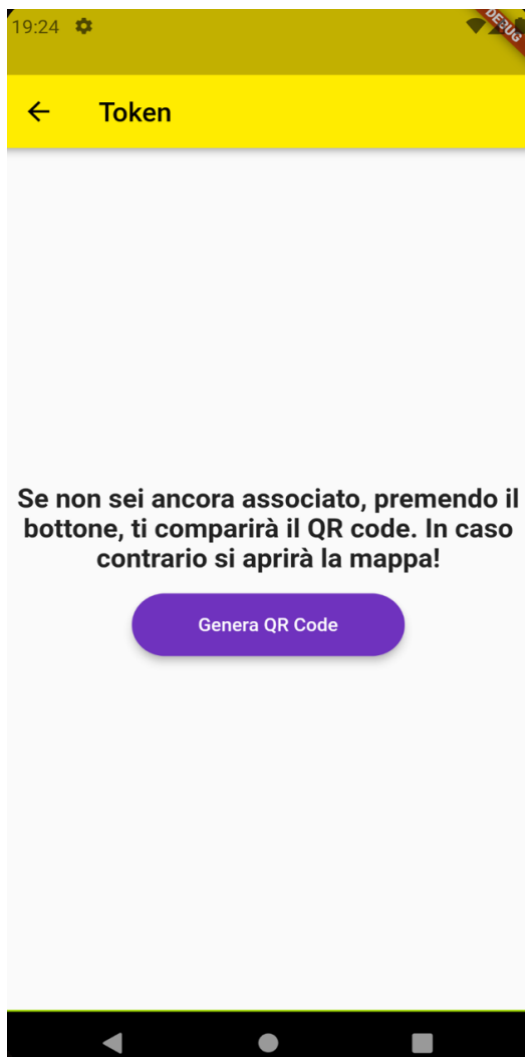 19:24
DEBUG
Token
Se non sei ancora associato, premendo il
bottone, ti comparirà il QR code. In caso
contrario si aprirà la mappa!
Genera QR Code